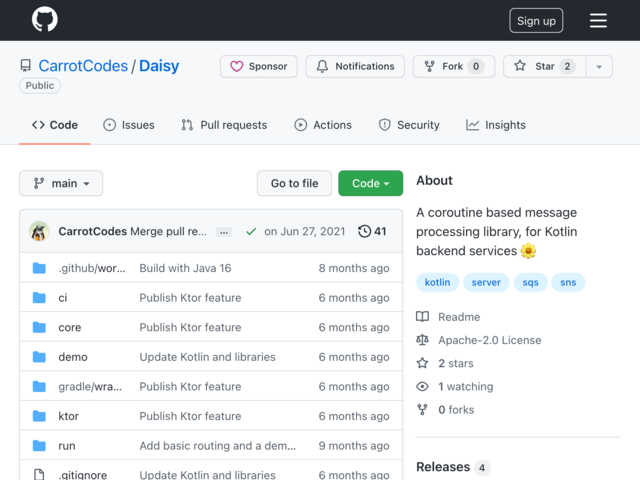 Sign up
CarrotCodes / Daisy
Public
Sponsor
Notifications
Fork 0
Star 2
Code
Issues
Pull requests
Actions
Security
Insights
main
Go to file
Code
CarrotCodes Merge pull re... ... on Jun 27, 2021 41
.github/wor... Build with Java 16 8 months ago
ci Publish Ktor feature 6 months ago
core Publish Ktor feature 6 months ago
demo Update Kotlin and libraries 6 months ago
gradle/wra... Publish Ktor feature 6 months ago
ktor Publish Ktor feature 6 months ago
run Add basic routing and a dem... 9 months ago
.gitignore Update Kotlin and libraries 6 months ago
About
A coroutine based message
processing library, for Kotlin
backend services 🌼
kotlin server sqs sns
Readme
Apache-2.0 License
2 stars
1 watching
0 forks
Releases 4